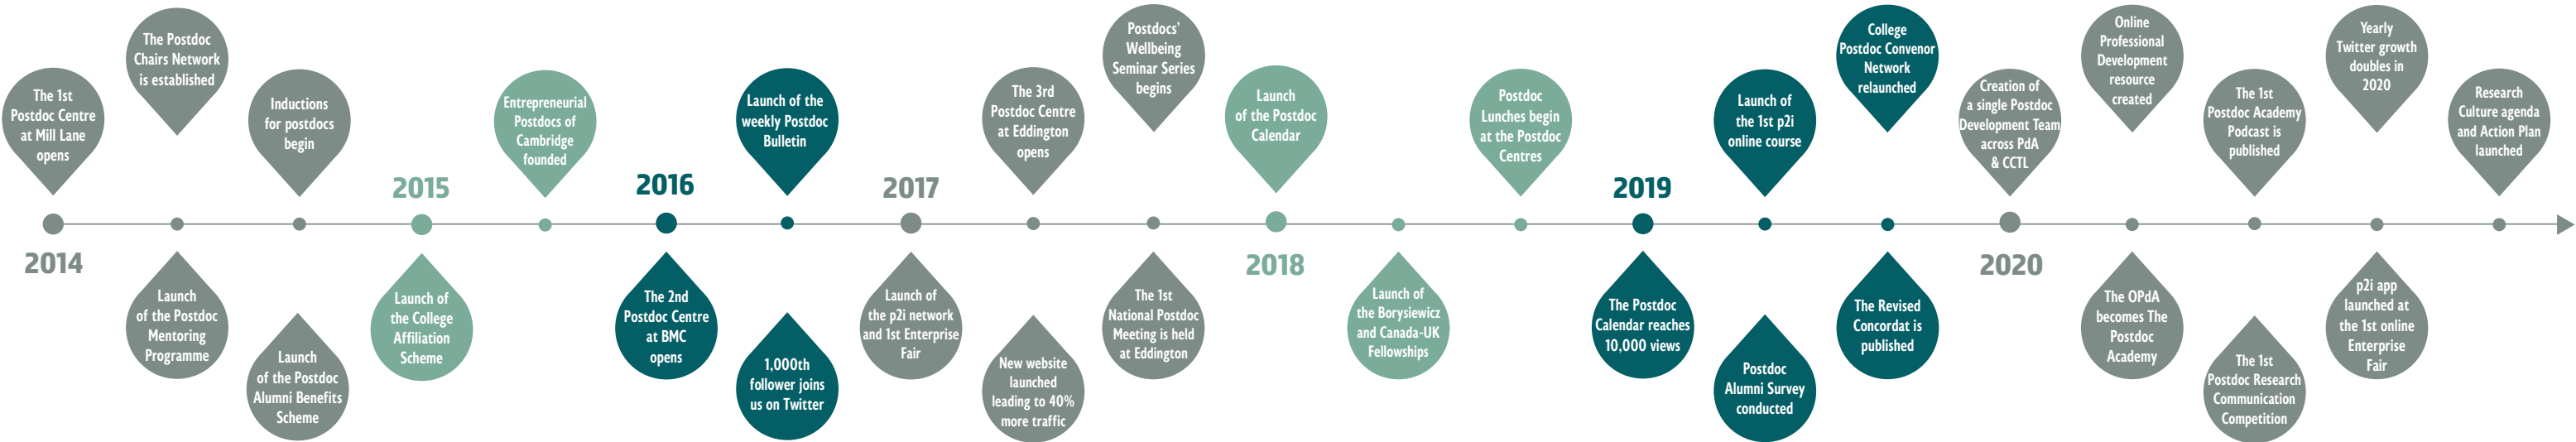 The 1st
Postdoc Centre
at Mill Lane
opens
2014
The Postdoc
Chairs Network
is established
Launch
of the Postdoc
Mentoring
Programme
Inductions
for postdocs
begin
Launch
of the Postdoc
Alumni Benefits
Scheme
2015
Launch of
the College
Affiliation
Scheme
Entrepreneurial
Postdocs of
Cambridge
founded
2016
The 2nd
Postdoc Centre
at BMC
opens
Launch of the
weekly Postdoc
Bulletin
1,000th
follower joins
us on Twitter
2017
Launch of
the p2i network
and 1st Enterprise
Fair
The 3rd
Postdoc Centre
at Eddington
opens
New website
launched
leading to 40%
more traffic
Postdocs'
Wellbeing
Seminar Series
begins
The 1st
National Postdoc
Meeting is held
at Eddington
Launch
of the Postdoc
Calendar
2018
Launch of
the Borysiewicz
and Canada-UK
Fellowships
Postdoc
Lunches begin
at the Postdoc
Centres
2019
The Postdoc
Calendar reaches
10,000 views
Launch of
the 1st p2i
online course
Postdoc
Alumni Survey
conducted
College
Postdoc Convenor
Network
relaunched
The Revised
Concordat is
published
Creation of
a single Postdoc
Development Team
across PdA
& CCTL
2020
Online
Professional
Development
resource
created
The OPdA
becomes The
Postdoc
Academy
The 1st
Postdoc Academy
Podcast is
published
The 1st
Postdoc Research
Communication
Competition
Yearly
Twitter growth
doubles in
2020
p2i app
launched at
the 1st online
Enterprise
Fair
Research
Culture agenda
and Action Plan
launched